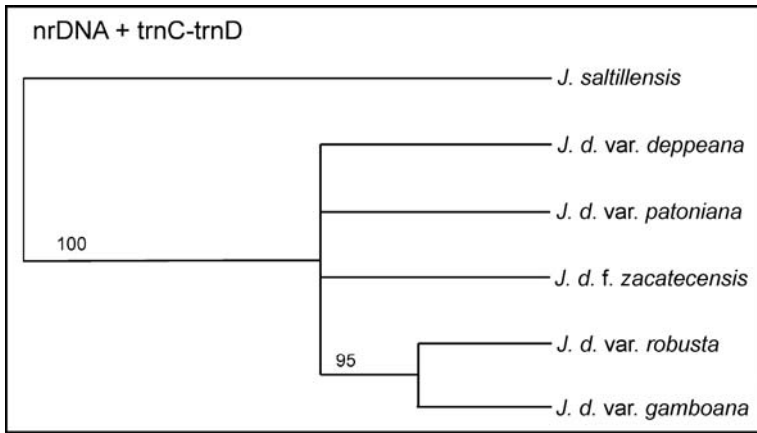 nrDNA + trnC-trnD
J. saltillensis
J. d. var. deppeana
J. d. var. patoniana
100
J. d. f. zacatecensis
J. d. var. robusta
95
J. d. var. gamboana